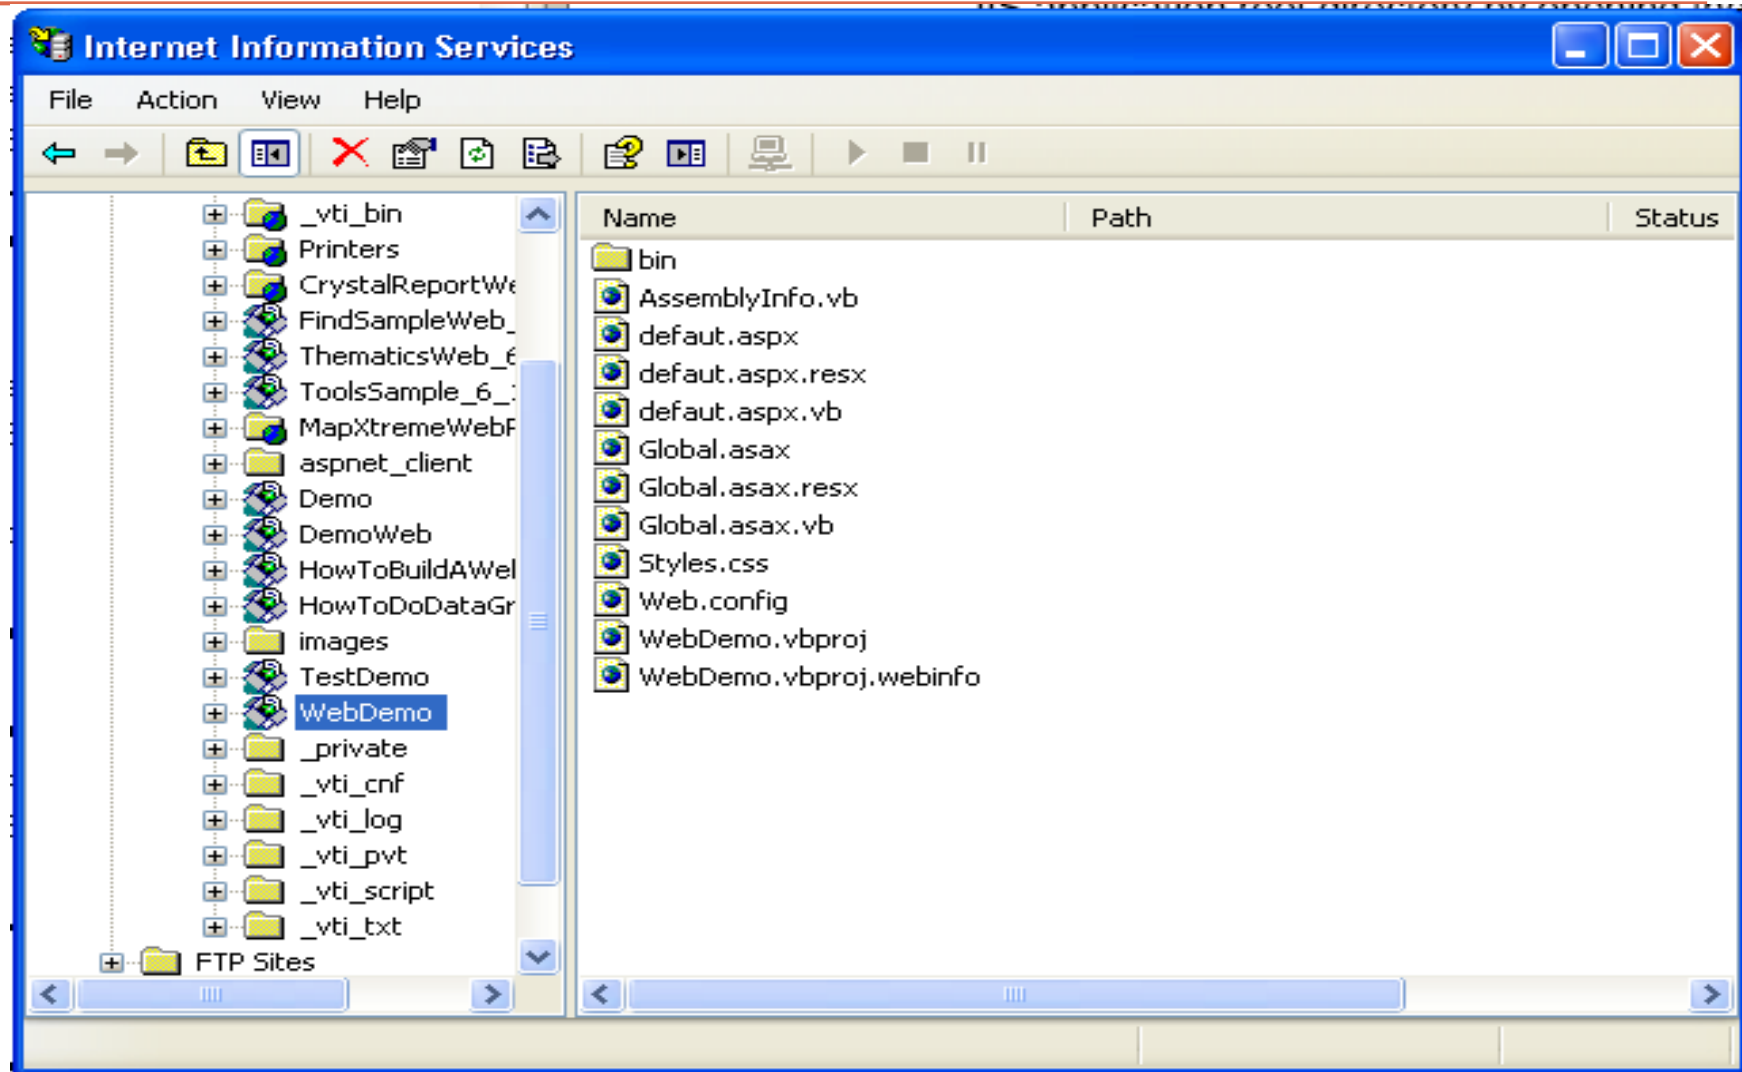 Internet Information Services
File Action View Help
_vti_bin
Printers
CrystalReportWe
FindSampleWeb_
ThematicsWeb_6
ToolsSample_6_
MapXtremeWebF
aspnet_client
Demo
DemoWeb
HowToBuildAWel
HowToDoDataGr
images
TestDemo
WebDemo
_private
_vti_cnf
_vti_log
_vti_pvt
_vti_script
_vti_txt
FTP Sites
Name Path Status
bin
AssemblyInfo.vb
defaut.aspx
defaut.aspx.resx
defaut.aspx.vb
Global.asax
Global.asax.resx
Global.asax.vb
Styles.css
Web.config
WebDemo.vbproj
WebDemo.vbproj.webinfo